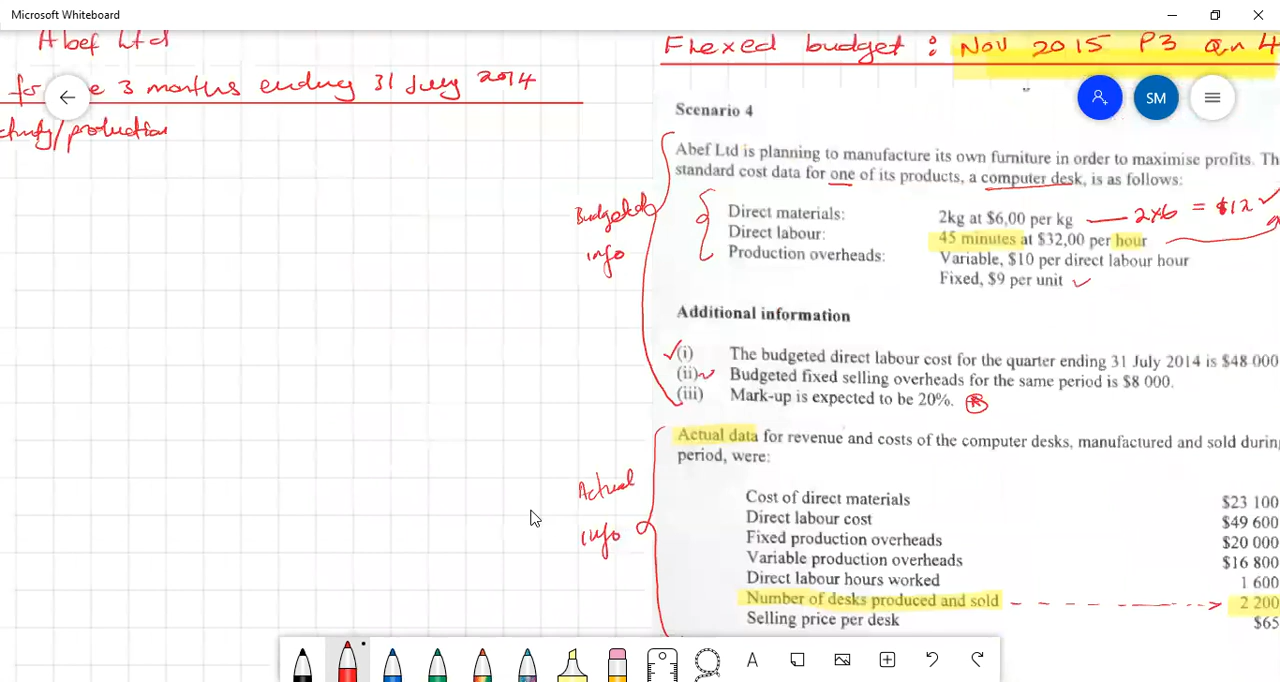 Microsoft Whiteboard
Abef Ltd
for 3 months ending 31 July 2014
/production
Flexed budget : Nov 2015 P3 Qn 4
SM
Scenario 4
Abef Ltd is planning to manufacture its own furniture in order to maximise profits. Th
standard cost data for one of its products, a computer desk, is as follows:
Budgeted
info
Direct materials: 2kg at $6,00 per kg — 2x6 = $12 ✓
Direct labour: 45 minutes at $32,00 per hour
Production overheads: Variable, $10 per direct labour hour
Fixed, $9 per unit ✓
Additional information
✓(i) The budgeted direct labour cost for the quarter ending 31 July 2014 is $48 000
(ii) Budgeted fixed selling overheads for the same period is $8 000.
(iii) Mark-up is expected to be 20%.
Actual data for revenue and costs of the computer desks, manufactured and sold during
period, were:
Actual
info
Cost of direct materials $23 100
Direct labour cost $49 600
Fixed production overheads $20 000
Variable production overheads $16 800
Direct labour hours worked 1 600
Number of desks produced and sold 2 200
Selling price per desk $65
A